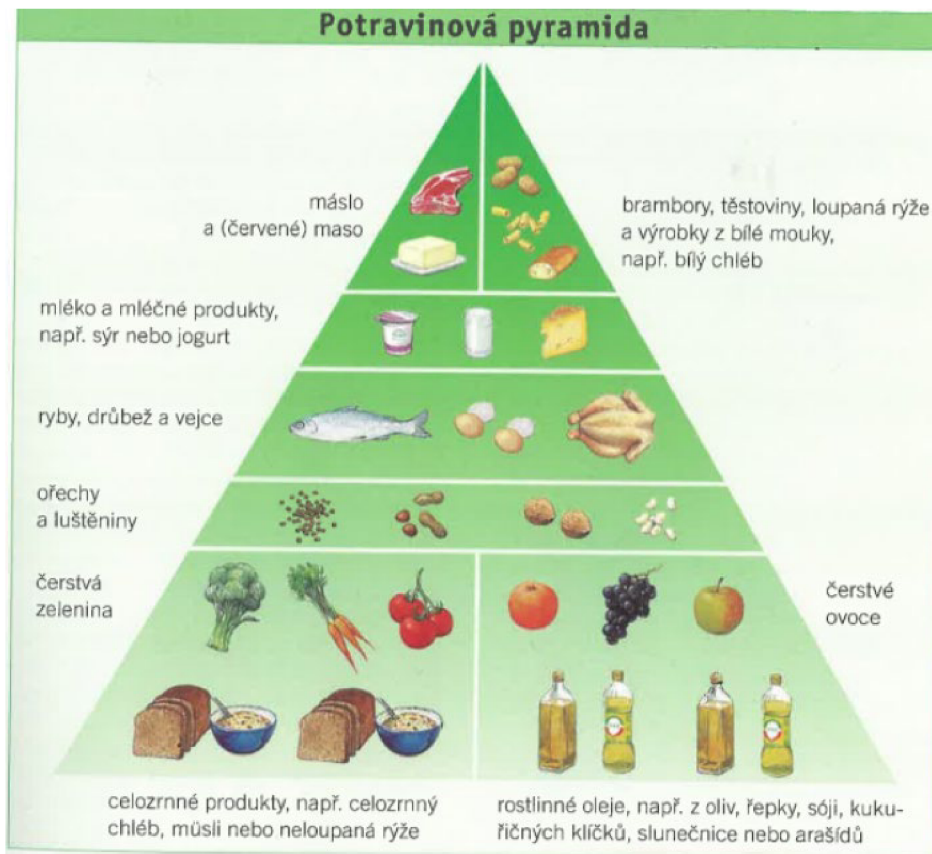 Potravinová pyramida
máslo
a (červené) maso
brambory, těstoviny, loupaná rýže
a výrobky z bílé mouky,
např. bílý chléb
mléko a mléčné produkty,
např. sýr nebo jogurt
ryby, drůbež a vejce
ořechy
a luštěniny
čerstvá
zelenina
čerstvé
ovoce
celozrnné produkty, např. celozrnný
chléb, müsli nebo neloupaná rýže
rostlinné oleje, např. z oliv, řepky, sóji, kuku-
řičných klíčků, slunečnice nebo arašídů